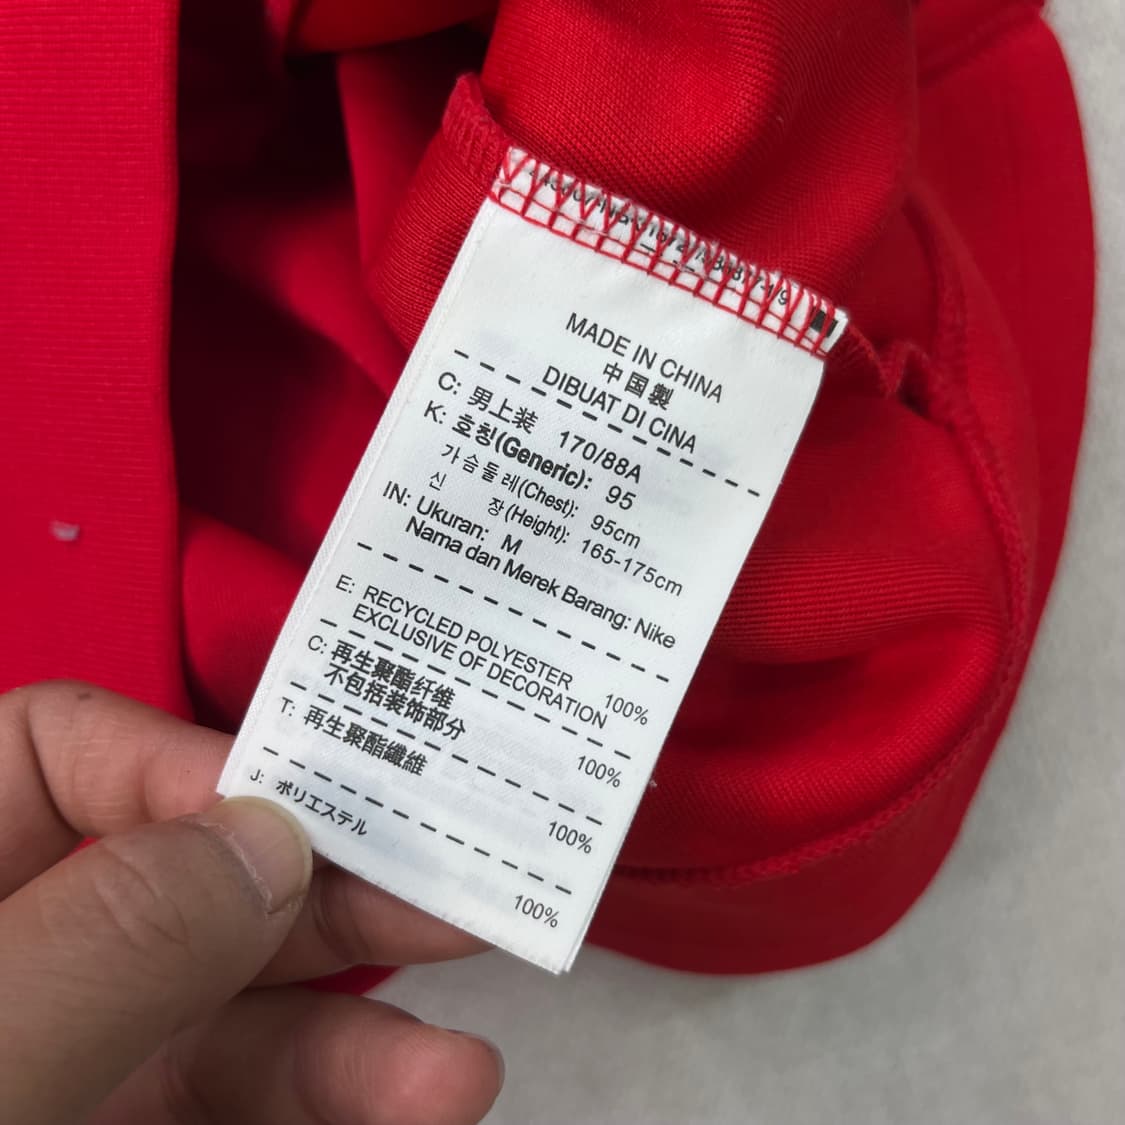 MADE IN CHINA
中国製
DIBUAT DI CINA
C: 男上装 170/88A
K: 호칭(Generic): 95
가슴둘레(Chest): 95cm
신 장(Height): 165-175cm
IN: Ukuran: M
Nama dan Merek Barang: Nike
E: RECYCLED POLYESTER 100%
EXCLUSIVE OF DECORATION
C: 再生聚酯纤维 100%
不包括装饰部分
T: 再生聚酯纖維 100%
J: ポリエステル 100%